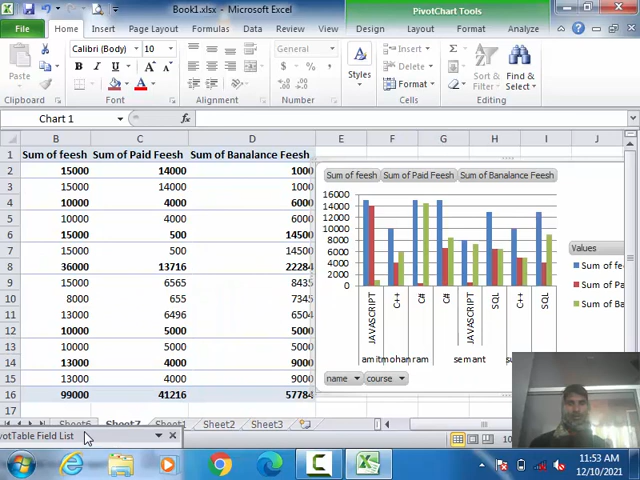 Book1.xlsx - Microsoft Excel
PivotChart Tools
File Home Insert Page Layout Formulas Data Review View Design Layout Format Analyze
Calibri (Body) 10
General
Insert
Paste
B I U
$ % ,
Styles
Delete
Format
Sort & Filter
Find & Select
Clipboard Font Alignment Number Cells Editing
Chart 1 fx
B C D E F G H I J
1 Sum of feesh Sum of Paid Feesh Sum of Banalance Feesh
2 15000 14000 1000
3 15000 14000
4 10000 4000 6000
5 10000 4000 6000
6 15000 500 14500
7 15000 500 14500
8 36000 13716 22284
9 15000 6565 8435
10 8000 655 7345
11 13000 6496 6504
12 10000 5000 5000
13 10000 5000 5000
14 13000 4000 9000
15 13000 4000 9000
16 99000 41216 57784
17
Sum of feesh Sum of Paid Feesh Sum of Banalance Feesh
16000
14000
12000
10000
8000
6000
4000
2000
0
JAVASCRIPT C++ C# C# JAVASCRIPT SQL C++ SQL
amit mohan ram semant su
name course
Values
Sum of fe
Sum of Pa
Sum of Ba
Sheet6 Sheet7 Sheet1 Sheet2 Sheet3
ivotTable Field List
10
11:53 AM
12/10/2021